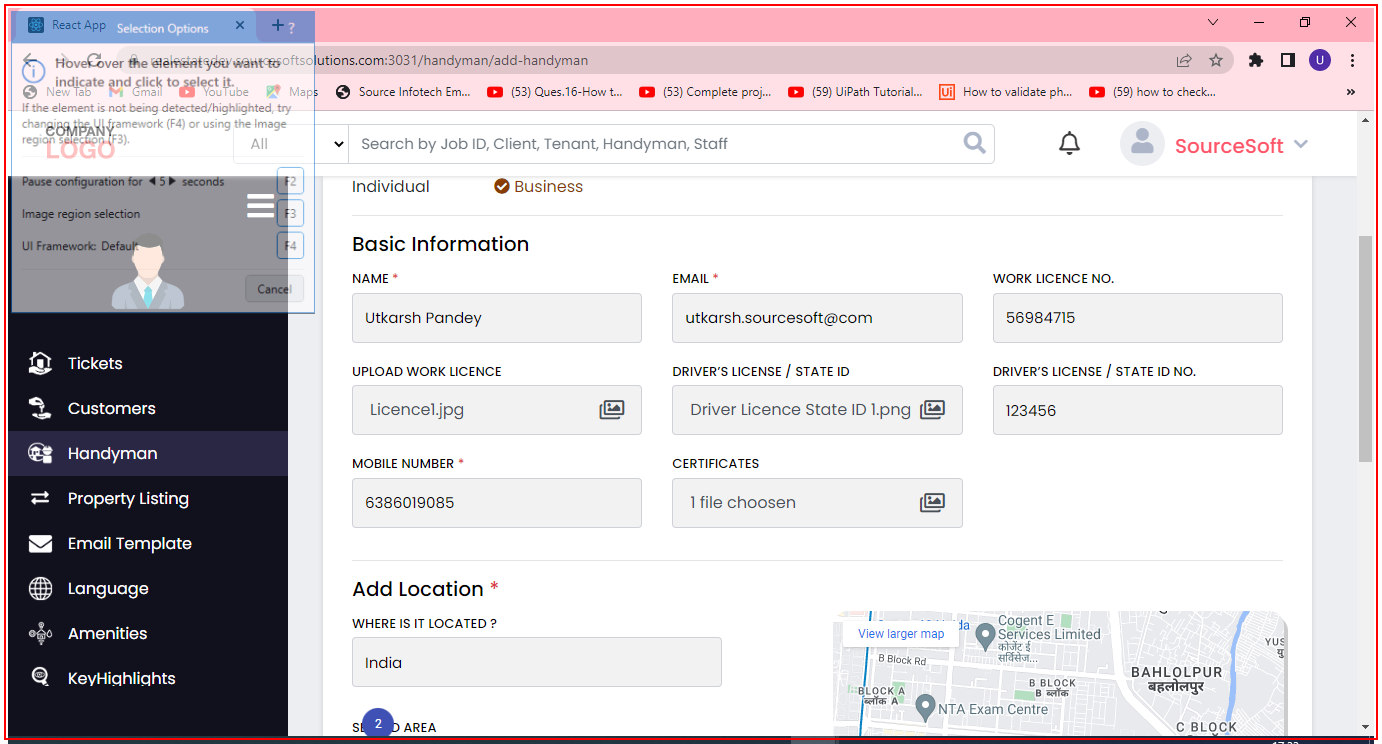 React App
Selection Options
?
realestatedev.sourcesoftsolutions.com:3031/handyman/add-handyman
U
Hover over the element you want to
indicate and click to select it.
New Tab
Gmail
YouTube
Maps
Source Infotech Em...
(53) Ques.16-How t...
(53) Complete proj...
(59) UiPath Tutorial...
Ui
How to validate ph...
(59) how to check...
»
If the element is not being detected/highlighted, try
changing the UI framework (F4) or using the Image
region selection (F3).
COMPANY
LOGO
All
Search by Job ID, Client, Tenant, Handyman, Staff
SourceSoft
Pause configuration for 5 seconds
F2
Image region selection
F3
UI Framework: Default
F4
Cancel
Tickets
Customers
Handyman
Property Listing
Email Template
Language
Amenities
KeyHighlights
Individual
Business
Basic Information
NAME *
EMAIL *
WORK LICENCE NO.
Utkarsh Pandey
utkarsh.sourcesoft@com
56984715
UPLOAD WORK LICENCE
DRIVER'S LICENSE / STATE ID
DRIVER'S LICENSE / STATE ID NO.
Licence1.jpg
Driver Licence State ID 1.png
123456
MOBILE NUMBER *
CERTIFICATES
6386019085
1 file choosen
Add Location *
WHERE IS IT LOCATED ?
India
2
AREA
View larger map
Cogent E
Services Limited
कोजेंट ई
सर्विसेज...
B Block Rd
BLOCK A
ब्लॉक A
B BLOCK
B ब्लॉक
BAHLOLPUR
बहलोलपुर
YUS
यु
NTA Exam Centre
C BLOCK